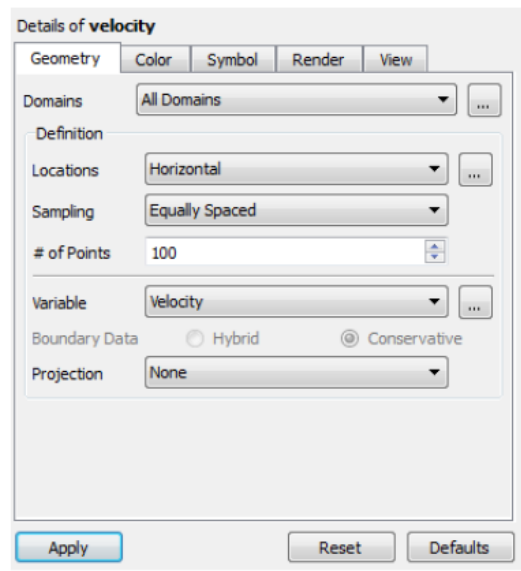 Details of velocity
Geometry Color Symbol Render View
Domains All Domains ...
Definition
Locations Horizontal ...
Sampling Equally Spaced
# of Points 100
Variable Velocity ...
Boundary Data Hybrid Conservative
Projection None
Apply Reset Defaults